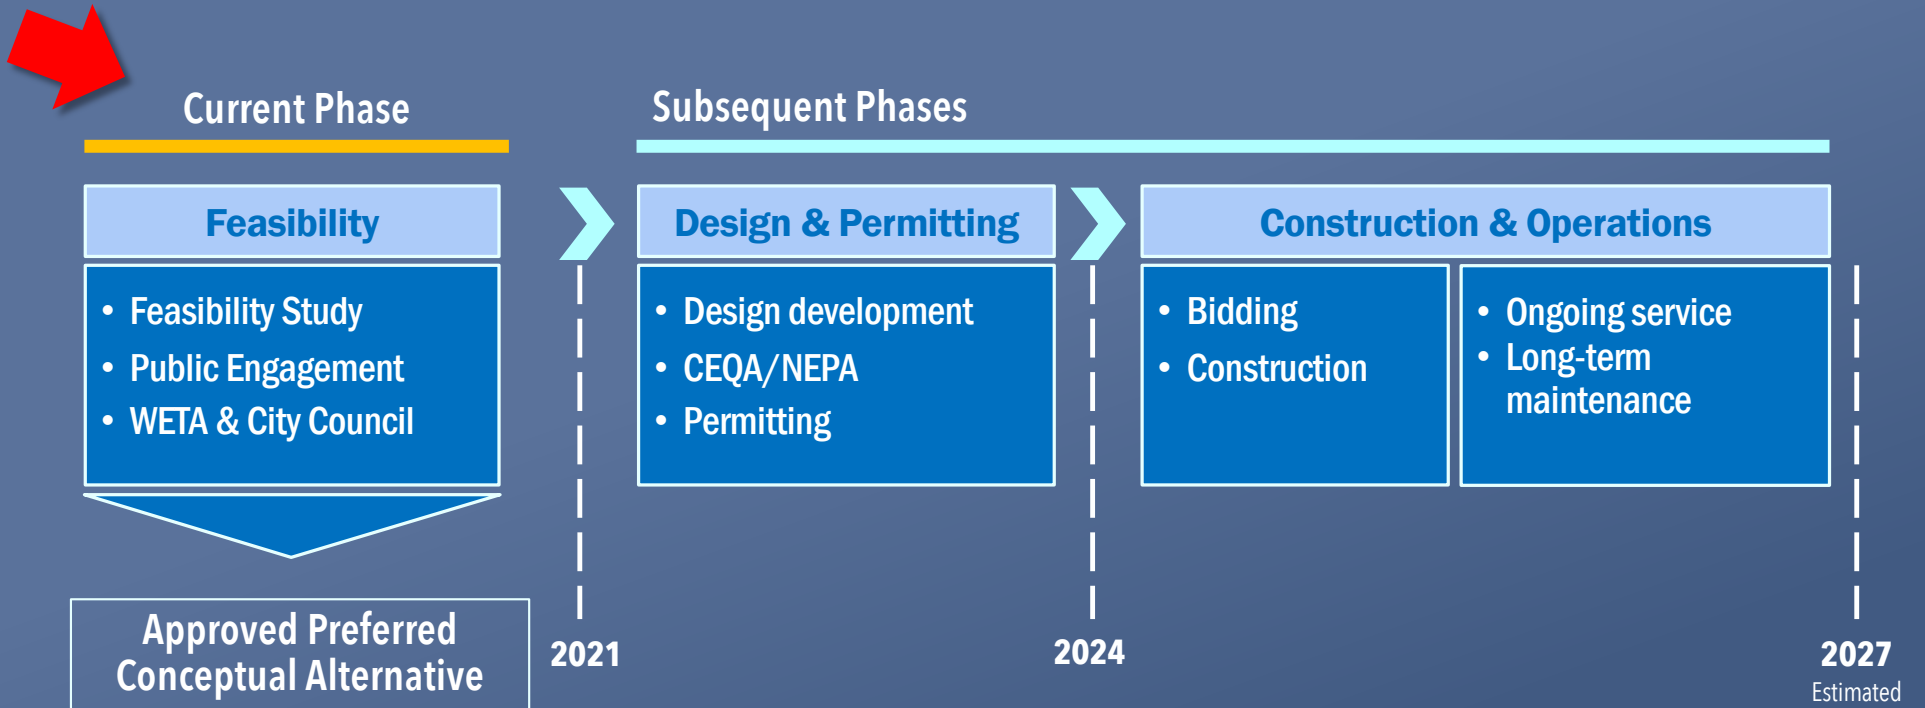 Current Phase
Subsequent Phases
Feasibility
• Feasibility Study
• Public Engagement
• WETA & City Council
Approved Preferred
Conceptual Alternative
2021
Design & Permitting
• Design development
• CEQA/NEPA
• Permitting
2024
Construction & Operations
• Bidding
• Construction
• Ongoing service
• Long-term
maintenance
2027
Estimated